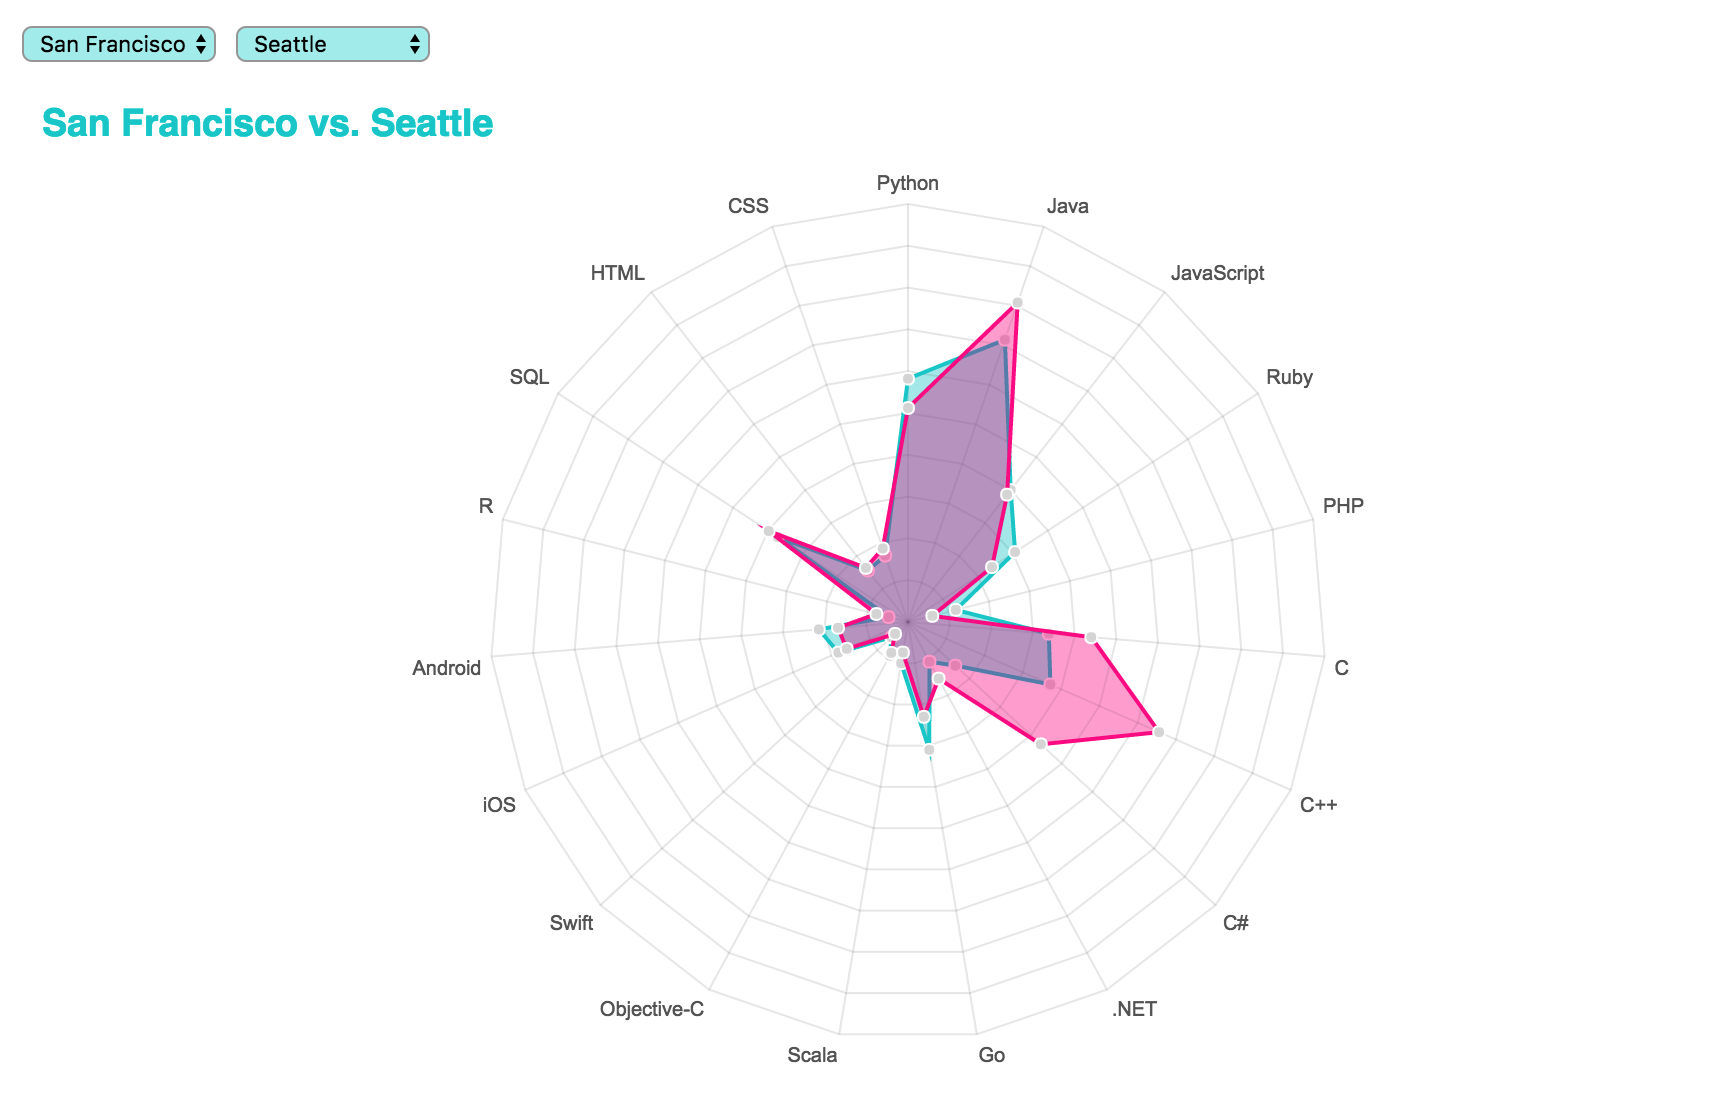 San Francisco
Seattle
San Francisco vs. Seattle
Python
Java
JavaScript
Ruby
PHP
C
C++
C#
.NET
Go
Scala
Objective-C
Swift
iOS
Android
R
SQL
HTML
CSS